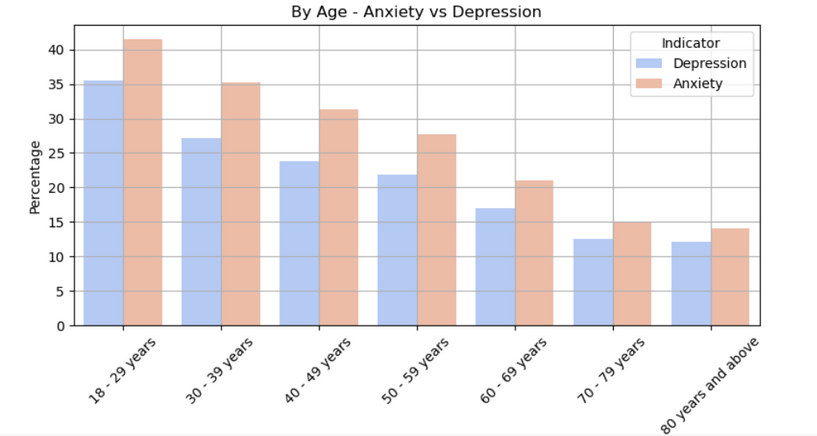 By Age - Anxiety vs Depression
Indicator
Depression
Anxiety
Percentage
40
35
30
25
20
15
10
5
0
18 - 29 years
30 - 39 years
40 - 49 years
50 - 59 years
60 - 69 years
70 - 79 years
80 years and above